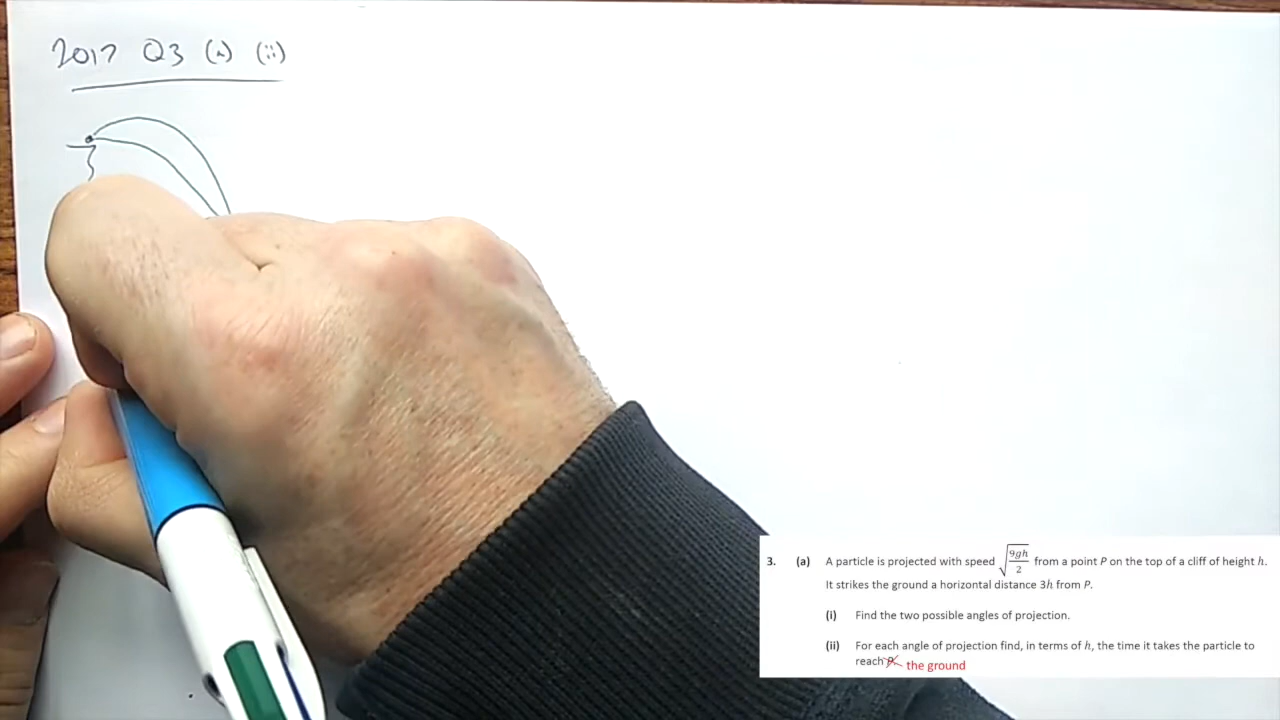 2017 Q3 (a) (ii)
3. (a) A particle is projected with speed √(9gh/2) from a point P on the top of a cliff of height h.
It strikes the ground a horizontal distance 3h from P.
(i) Find the two possible angles of projection.
(ii) For each angle of projection find, in terms of h, the time it takes the particle to
reach P. the ground